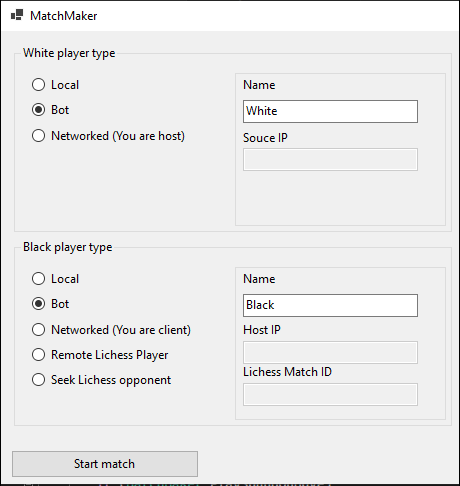 MatchMaker
White player type
Local
Bot
Networked (You are host)
Name
White
Souce IP
Black player type
Local
Bot
Networked (You are client)
Remote Lichess Player
Seek Lichess opponent
Name
Black
Host IP
Lichess Match ID
Start match